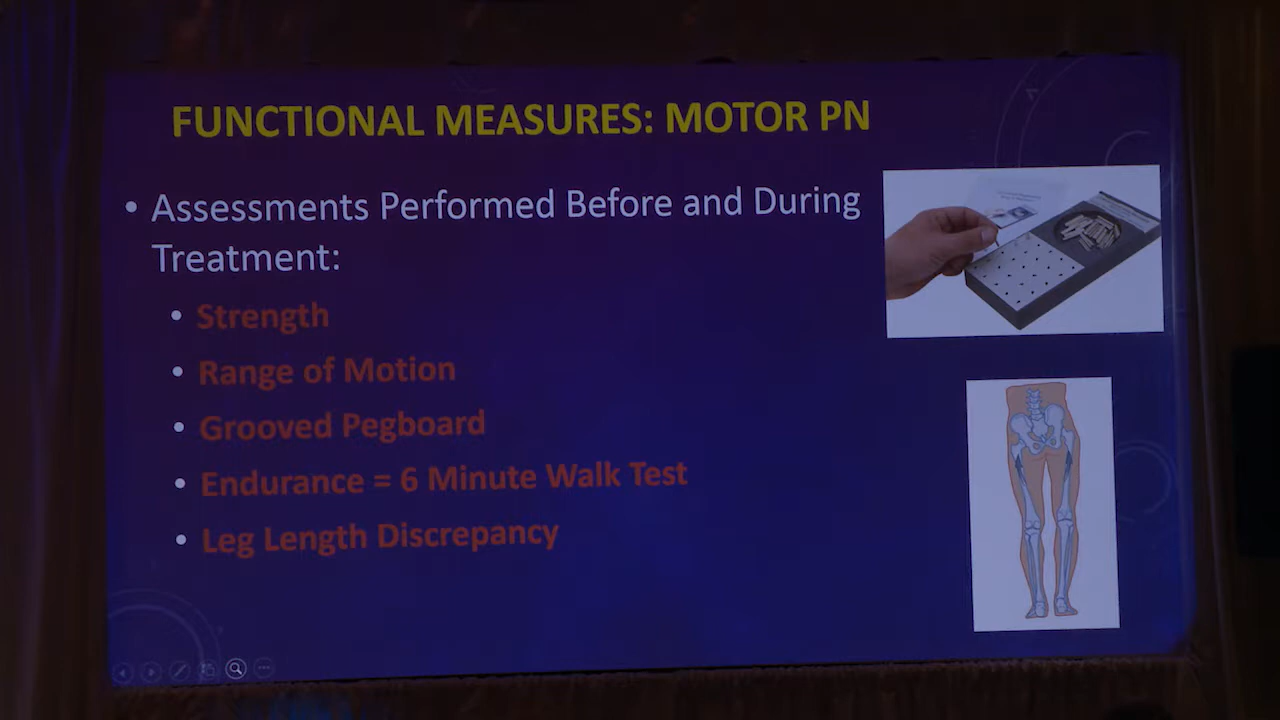 FUNCTIONAL MEASURES: MOTOR PN
• Assessments Performed Before and During
Treatment:
• Strength
• Range of Motion
• Grooved Pegboard
• Endurance = 6 Minute Walk Test
• Leg Length Discrepancy